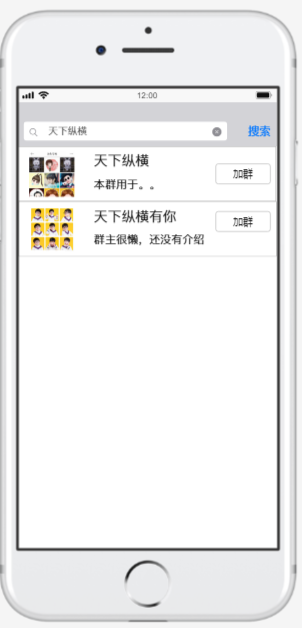 12:00
天下纵横
搜索
天下纵横
本群用于。。
加群
天下纵横有你
群主很懒，还没有介绍
加群